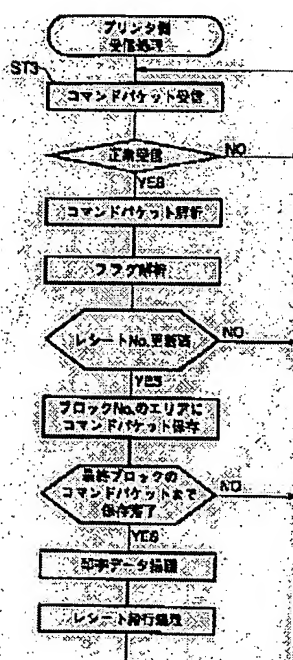 プリンタ側
受信処理
ST3
コマンドパケット受信
正常受信
NO
YES
コマンドパケット解析
フラグ解析
レシートNo.更新済
NO
YES
ブロックNo.のエリアに
コマンドパケット保存
最終ブロックの
コマンドパケットまで
保存完了
NO
YES
印字データ描画
レシート発行処理